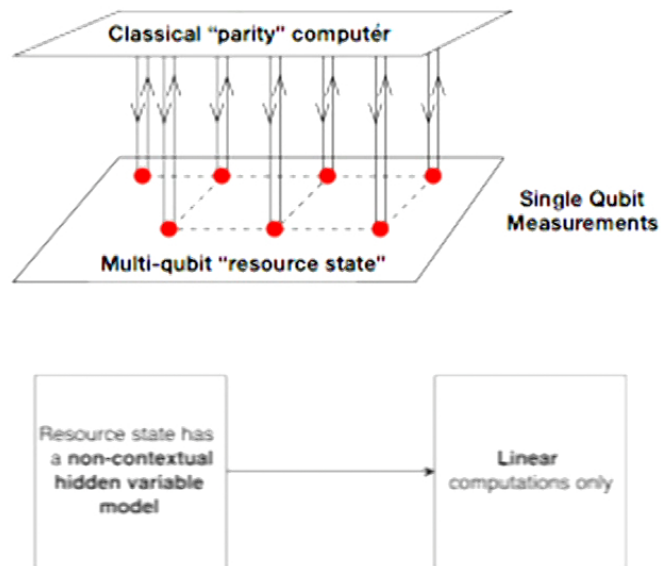 Classical "parity" computér
Single Qubit
Measurements
Multi-qubit "resource state"
Resource state has
a non-contextual
hidden variable
model
Linear
computations only